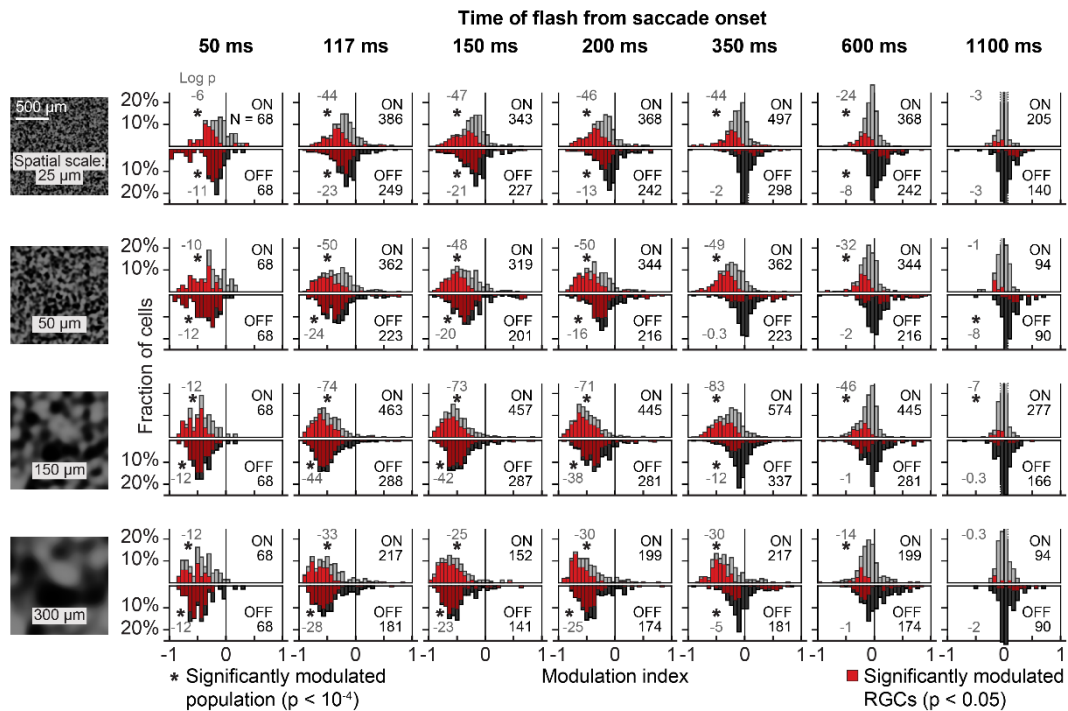 Time of flash from saccade onset
50 ms 117 ms 150 ms 200 ms 350 ms 600 ms 1100 ms
Log p
500 µm
Spatial scale:
25 µm
Fraction of cells
20%
10%
10%
20%
-6 * ON N = 68
-44 * ON 386
-47 * ON 343
-46 * ON 368
-44 * ON 497
-24 * ON 368
-3 ON 205
-11 * OFF 68
-23 * OFF 249
-21 * OFF 227
-13 * OFF 242
-2 OFF 298
-8 * OFF 242
-3 OFF 140
50 µm
20%
10%
-10 * ON 68
-50 * ON 362
-48 * ON 319
-50 * ON 344
-49 * ON 362
-32 * ON 344
-1 ON 94
-12 * OFF 68
-24 * OFF 223
-20 * OFF 201
-16 * OFF 216
-0.3 OFF 223
-2 OFF 216
-8 * OFF 90
150 µm
10%
20%
-12 * ON 68
-74 * ON 463
-73 * ON 457
-71 * ON 445
-83 * ON 574
-46 * ON 445
-7 * ON 277
-12 * OFF 68
-44 * OFF 288
-42 * OFF 287
-38 * OFF 281
-12 * OFF 337
-1 OFF 281
-0.3 OFF 166
300 µm
20%
10%
10%
20%
-12 * ON 68
-33 * ON 217
-25 * ON 152
-30 * ON 199
-30 * ON 217
-14 * ON 199
-0.3 ON 94
-12 * OFF 68
-28 * OFF 181
-23 * OFF 141
-25 * OFF 174
-5 * OFF 181
-1 OFF 174
-2 OFF 90
-1 0 1 -1 0 1 -1 0 1 -1 0 1 -1 0 1 -1 0 1 -1 0 1
* Significantly modulated
population (p < 10⁻⁴)
Modulation index
Significantly modulated
RGCs (p < 0.05)